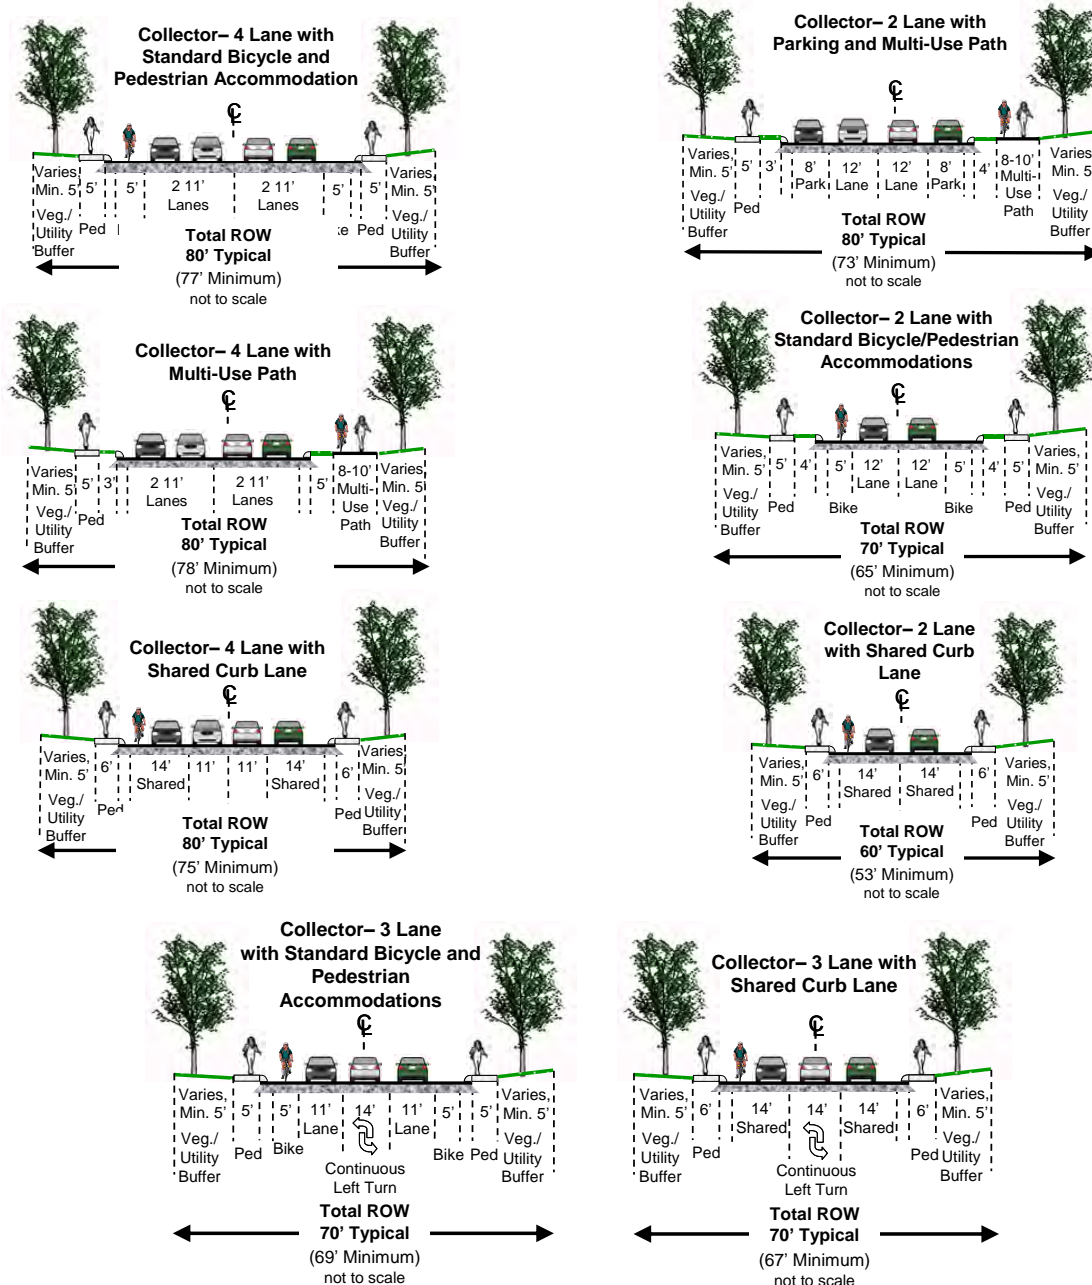 Collector– 4 Lane with
Standard Bicycle and
Pedestrian Accommodation
℄
Varies, Min. 5’ 5’ 5’ 2 11’ Lanes 2 11’ Lanes 5’ 5’ Varies, Min. 5’
Veg./ Utility Buffer Ped Ped Veg./ Utility Buffer
Total ROW
80’ Typical
(77’ Minimum)
not to scale
Collector– 2 Lane with
Parking and Multi-Use Path
℄
Varies, Min. 5’ 5’ 3’ 8’ Park 12’ Lane 12’ Lane 8’ Park 4’ 8-10’ Multi-Use Path Varies, Min. 5’
Veg./ Utility Buffer Ped Veg./ Utility Buffer
Total ROW
80’ Typical
(73’ Minimum)
not to scale
Collector– 4 Lane with
Multi-Use Path
℄
Varies, Min. 5’ 5’ 3’ 2 11’ Lanes 2 11’ Lanes 5’ 8-10’ Multi-Use Path Varies, Min. 5’
Veg./ Utility Buffer Ped Veg./ Utility Buffer
Total ROW
80’ Typical
(78’ Minimum)
not to scale
Collector– 2 Lane with
Standard Bicycle/Pedestrian
Accommodations
℄
Varies, Min. 5’ 5’ 4’ 5’ 12’ Lane 12’ Lane 5’ 4’ 5’ Varies, Min. 5’
Veg./ Utility Buffer Ped Bike Bike Ped Veg./ Utility Buffer
Total ROW
70’ Typical
(65’ Minimum)
not to scale
Collector– 4 Lane with
Shared Curb Lane
℄
Varies, Min. 5’ 6’ 14’ Shared 11’ 11’ 14’ Shared 6’ Varies, Min. 5’
Veg./ Utility Buffer Ped Ped Veg./ Utility Buffer
Total ROW
80’ Typical
(75’ Minimum)
not to scale
Collector– 2 Lane
with Shared Curb
Lane
℄
Varies, Min. 5’ 6’ 14’ Shared 14’ Shared 6’ Varies, Min. 5’
Veg./ Utility Buffer Ped Ped Veg./ Utility Buffer
Total ROW
60’ Typical
(53’ Minimum)
not to scale
Collector– 3 Lane
with Standard Bicycle and
Pedestrian
Accommodations
℄
Varies, Min. 5’ 5’ 5’ 11’ Lane 14’ 11’ Lane 5’ 5’ Varies, Min. 5’
Veg./ Utility Buffer Ped Bike Bike Ped Veg./ Utility Buffer
Continuous
Left Turn
Total ROW
70’ Typical
(69’ Minimum)
not to scale
Collector– 3 Lane with
Shared Curb Lane
℄
Varies, Min. 5’ 6’ 14’ Shared 14’ 14’ Shared 6’ Varies, Min. 5’
Veg./ Utility Buffer Ped Ped Veg./ Utility Buffer
Continuous
Left Turn
Total ROW
70’ Typical
(67’ Minimum)
not to scale